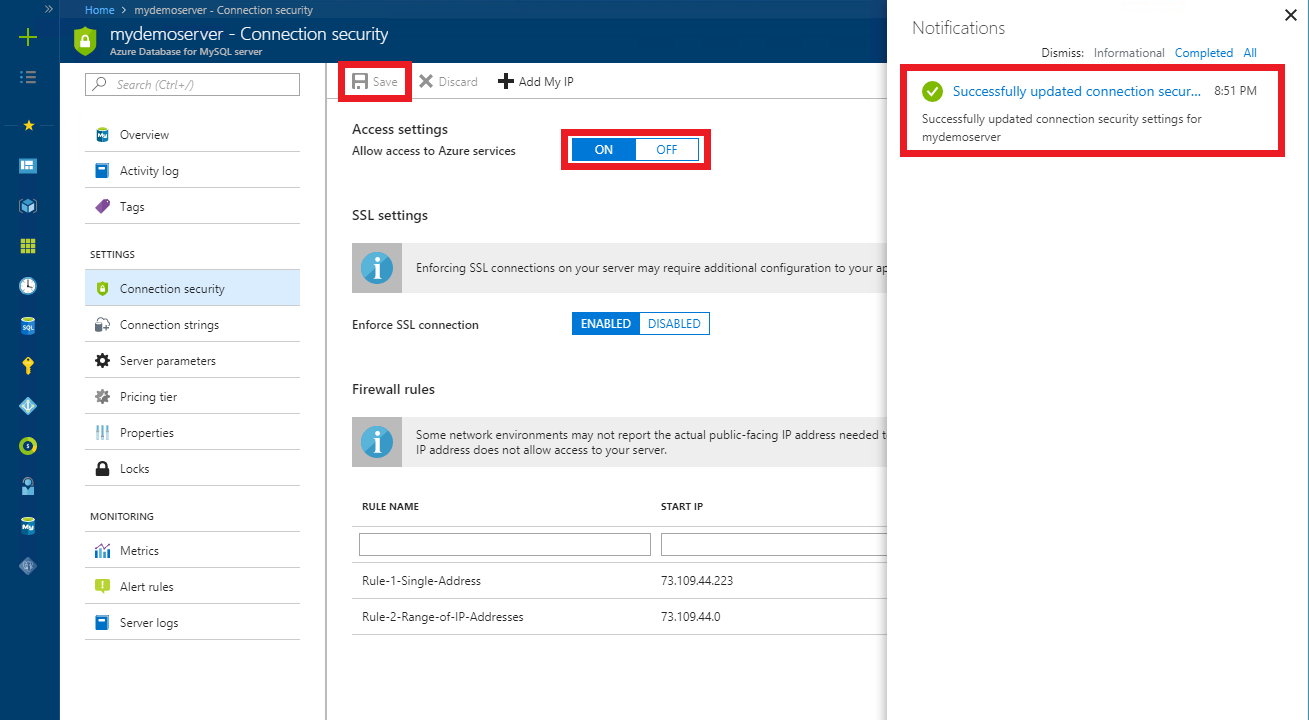 Home > mydemoserver - Connection security
mydemoserver - Connection security
Azure Database for MySQL server
Search (Ctrl+/)
Overview
Activity log
Tags
SETTINGS
Connection security
Connection strings
Server parameters
Pricing tier
Properties
Locks
MONITORING
Metrics
Alert rules
Server logs
Save
Discard
Add My IP
Access settings
Allow access to Azure services
ON
OFF
SSL settings
Enforcing SSL connections on your server may require additional configuration to your ap
Enforce SSL connection
ENABLED
DISABLED
Firewall rules
Some network environments may not report the actual public-facing IP address needed t
IP address does not allow access to your server.
RULE NAME
START IP
Rule-1-Single-Address
73.109.44.223
Rule-2-Range-of-IP-Addresses
73.109.44.0
Notifications
Dismiss: Informational Completed All
Successfully updated connection secur... 8:51 PM
Successfully updated connection security settings for
mydemoserver
SQL
My
My